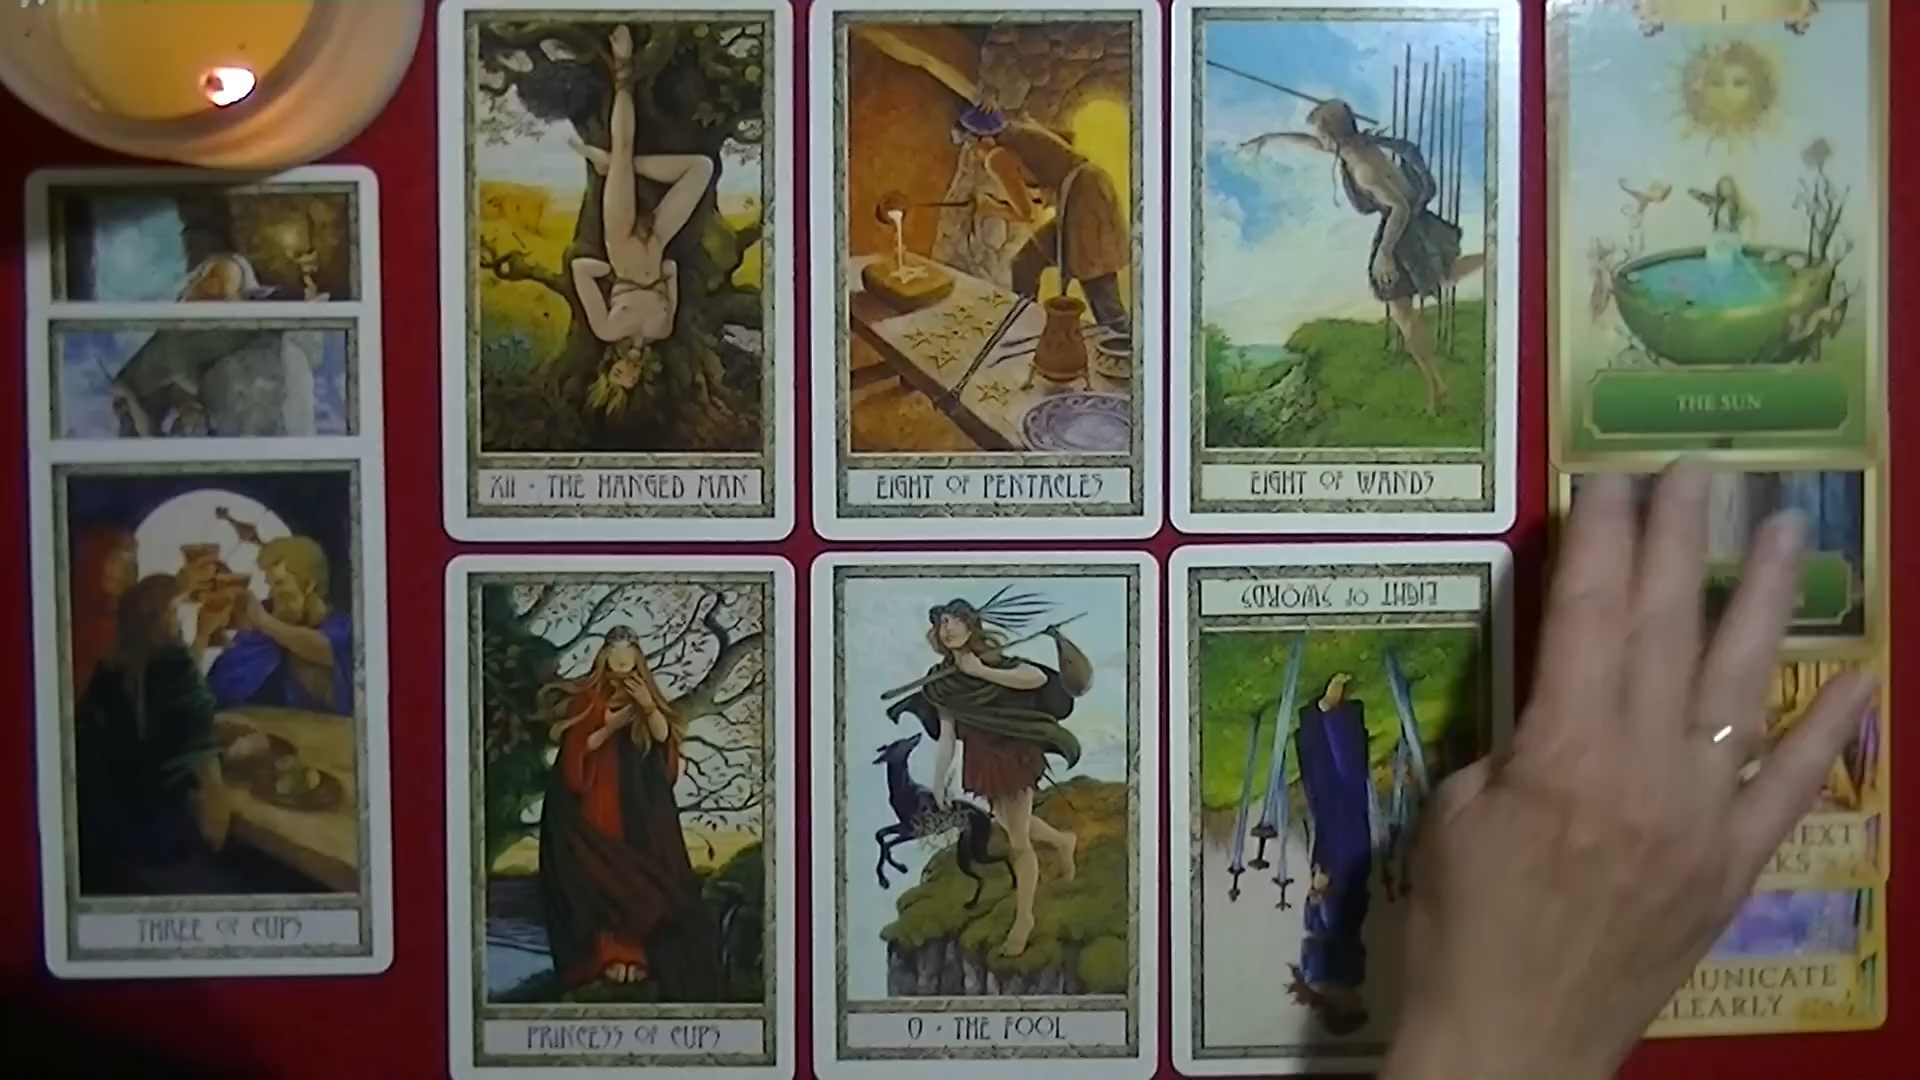 XII · THE HANGED MAN
EIGHT OF PENTACLES
EIGHT OF WANDS
I
THE SUN
THREE OF CUPS
PRINCESS OF CUPS
0 · THE FOOL
EIGHT OF SWORDS
NEXT
MUNICATE
CLEARLY